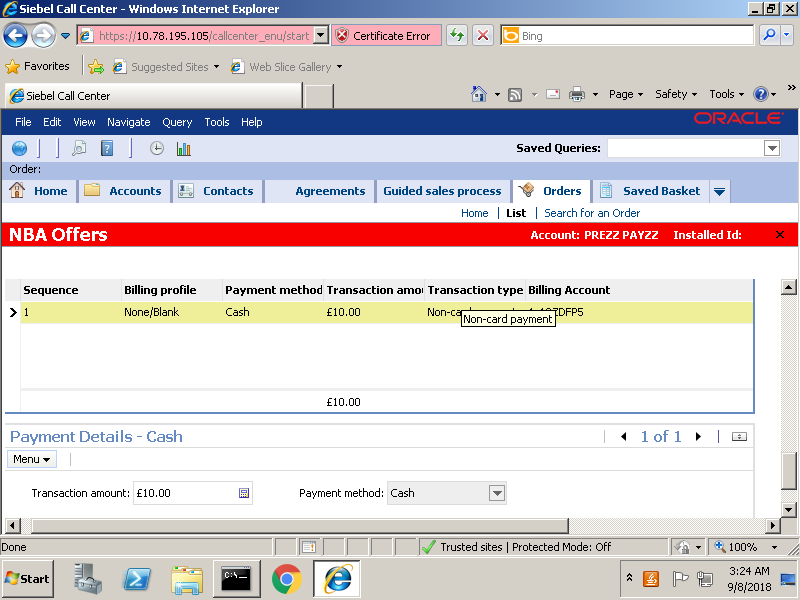 Siebel Call Center - Windows Internet Explorer
https://10.78.195.105/callcenter_enu/start
Certificate Error
Bing
Favorites
Suggested Sites
Web Slice Gallery
Siebel Call Center
Page
Safety
Tools
File Edit View Navigate Query Tools Help
ORACLE
Saved Queries:
Order:
Home Accounts Contacts Agreements Guided sales process Orders Saved Basket
Home | List | Search for an Order
NBA Offers
Account: PREZZ PAYZZ Installed Id:
Sequence Billing profile Payment method Transaction amou Transaction type Billing Account
1 None/Blank Cash £10.00
Non-card payment
£10.00
Payment Details - Cash
1 of 1
Menu
Transaction amount: £10.00 Payment method: Cash
Done
Trusted sites | Protected Mode: Off
100%
Start
3:24 AM
9/8/2018